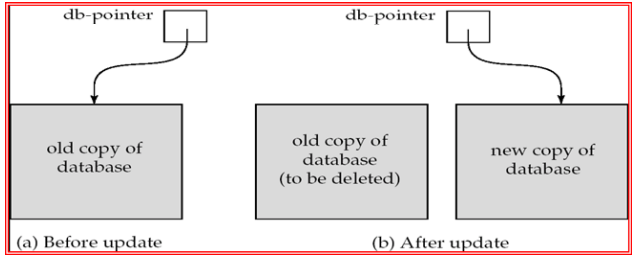 db-pointer
old copy of
database
(a) Before update
db-pointer
old copy of
database
(to be deleted)
new copy of
database
(b) After update